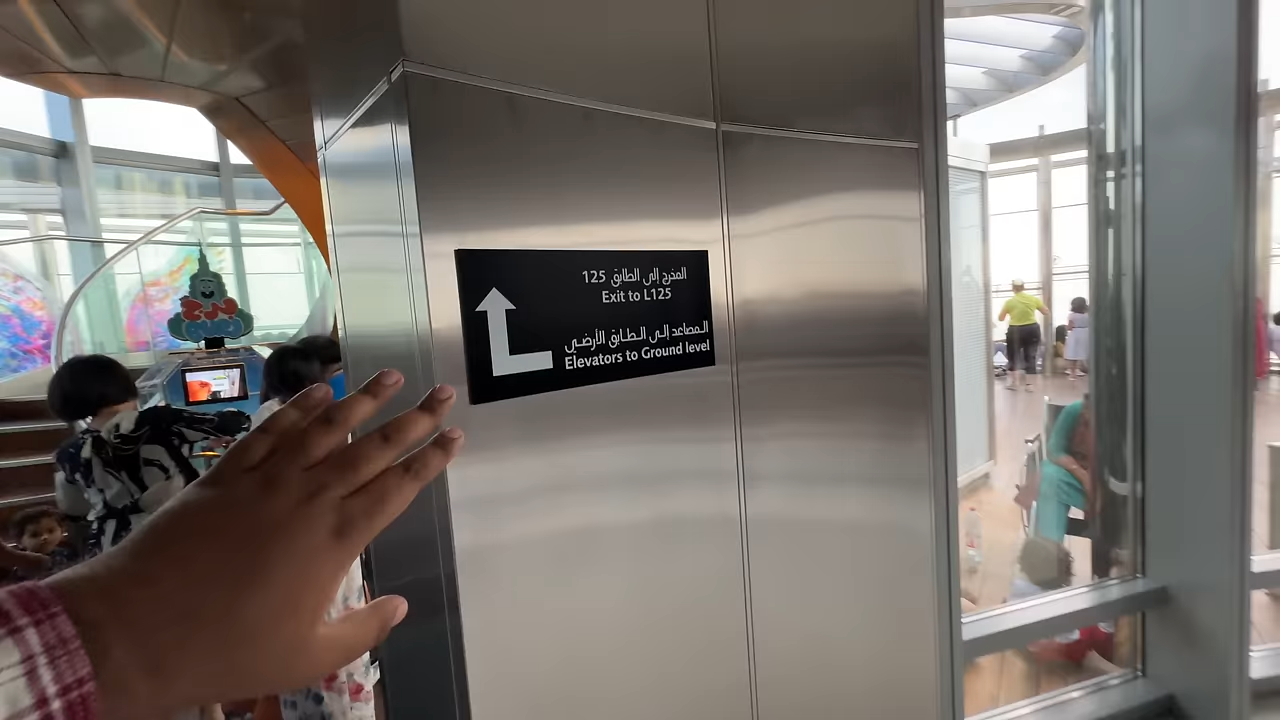 المخرج إلى الطابق 125
Exit to L125
المصاعد إلى الطابق الأرضي
Elevators to Ground level